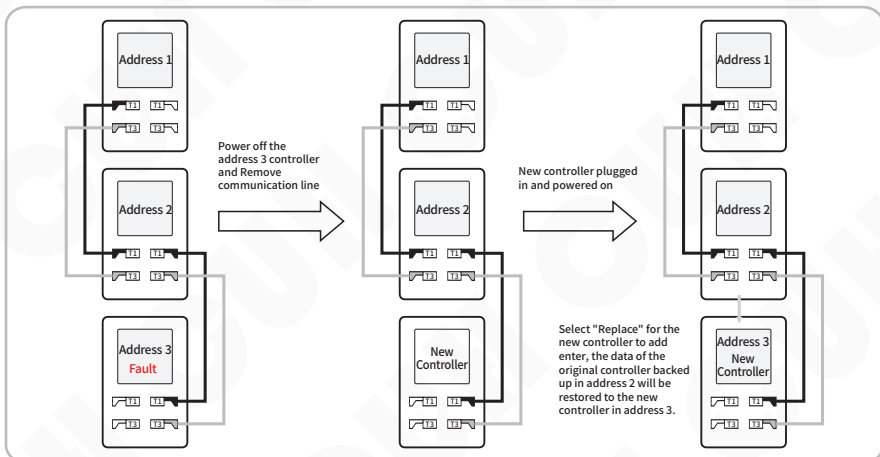 Address 1
T1 T1
T3 T3
Address 2
T1 T1
T3 T3
Address 3
Fault
T1 T1
T3 T3
Power off the
address 3 controller
and Remove
communication line
Address 1
T1 T1
T3 T3
Address 2
T1 T1
T3 T3
New
Controller
T1 T1
T3 T3
New controller plugged
in and powered on
Select "Replace" for the
new controller to add
enter, the data of the
original controller backed
up in address 2 will be
restored to the new
controller in address 3.
Address 1
T1 T1
T3 T3
Address 2
T1 T1
T3 T3
Address 3
New
Controller
T1 T1
T3 T3